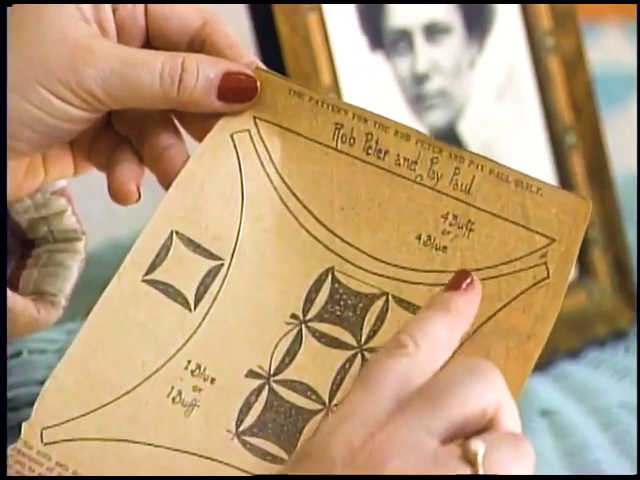 THE PATTERN FOR THE ROB PETER AND PAY PAUL QUILT.
Rob Peter and Pay Paul
4 Buff
or
4 Blue
1 Blue
or
1 Buff